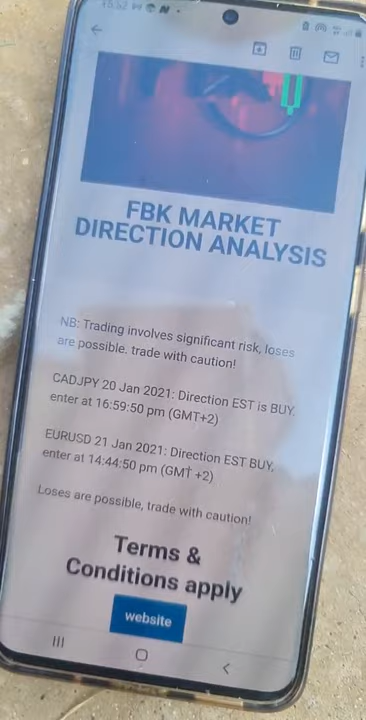 15:52
FBK MARKET
DIRECTION ANALYSIS
NB: Trading involves significant risk, loses
are possible. trade with caution!
CADJPY 20 Jan 2021: Direction EST is BUY.
enter at 16:59:50 pm (GMT+2)
EURUSD 21 Jan 2021: Direction EST BUY,
enter at 14:44:50 pm (GMT +2)
Loses are possible, trade with caution!
Terms &
Conditions apply
website